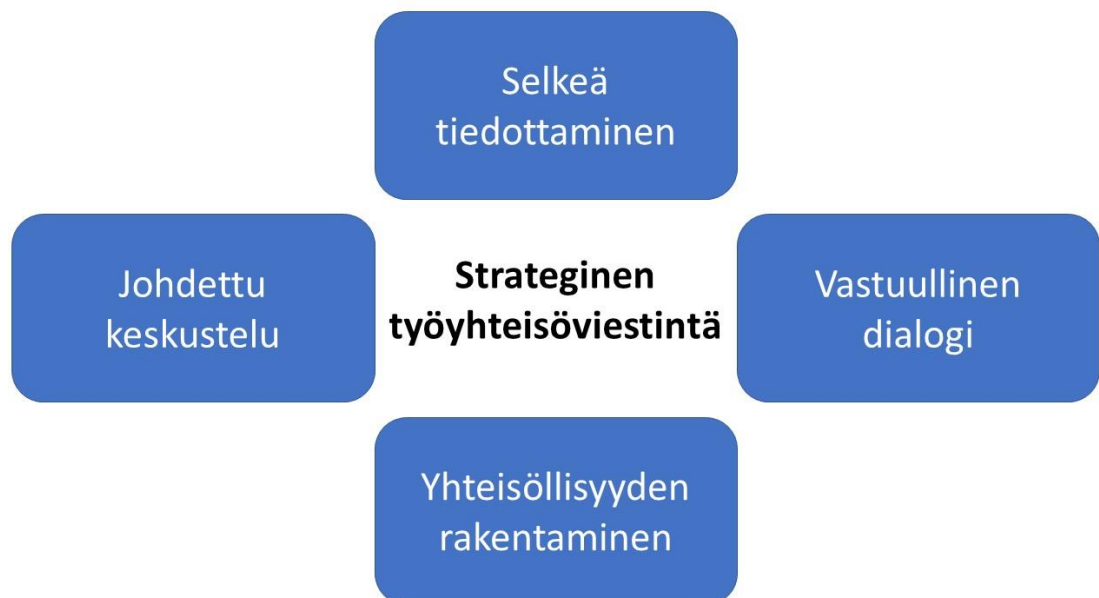 Selkeä
tiedottaminen
Johdettu
keskustelu
Strateginen
työyhteisöviestintä
Vastuullinen
dialogi
Yhteisöllisyyden
rakentaminen